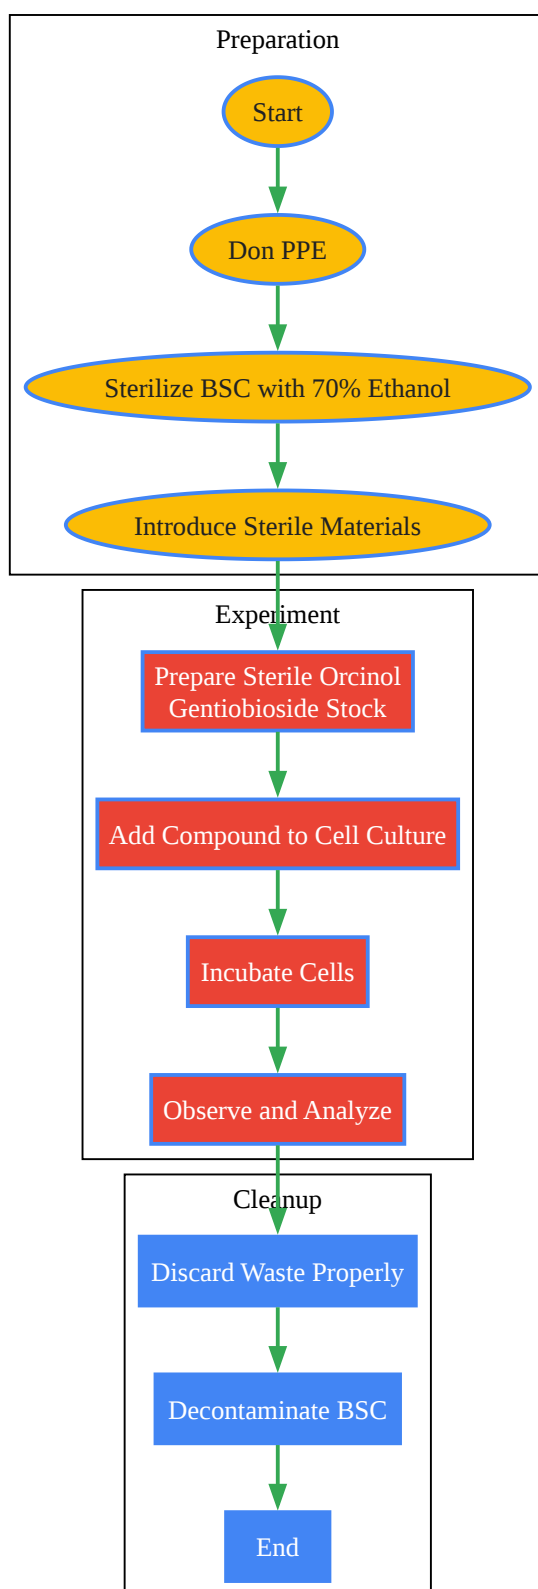 Preparation
Start
Don PPE
Sterilize BSC with 70% Ethanol
Introduce Sterile Materials
Experiment
Prepare Sterile Orcinol
Gentiobioside Stock
Add Compound to Cell Culture
Incubate Cells
Observe and Analyze
Cleanup
Discard Waste Properly
Decontaminate BSC
End